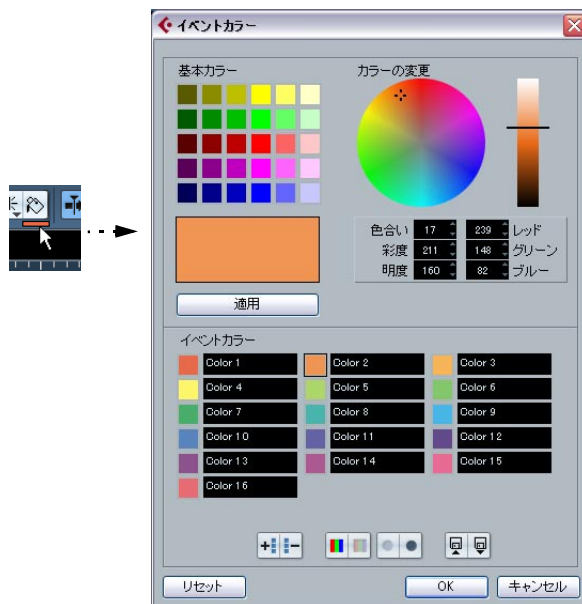 イベントカラー
基本カラー
カラーの変更
色合い 17 239 レッド
彩度 211 148 グリーン
明度 160 82 ブルー
適用
イベントカラー
Color 1 Color 2 Color 3
Color 4 Color 5 Color 6
Color 7 Color 8 Color 9
Color 10 Color 11 Color 12
Color 13 Color 14 Color 15
Color 16
リセット OK キャンセル